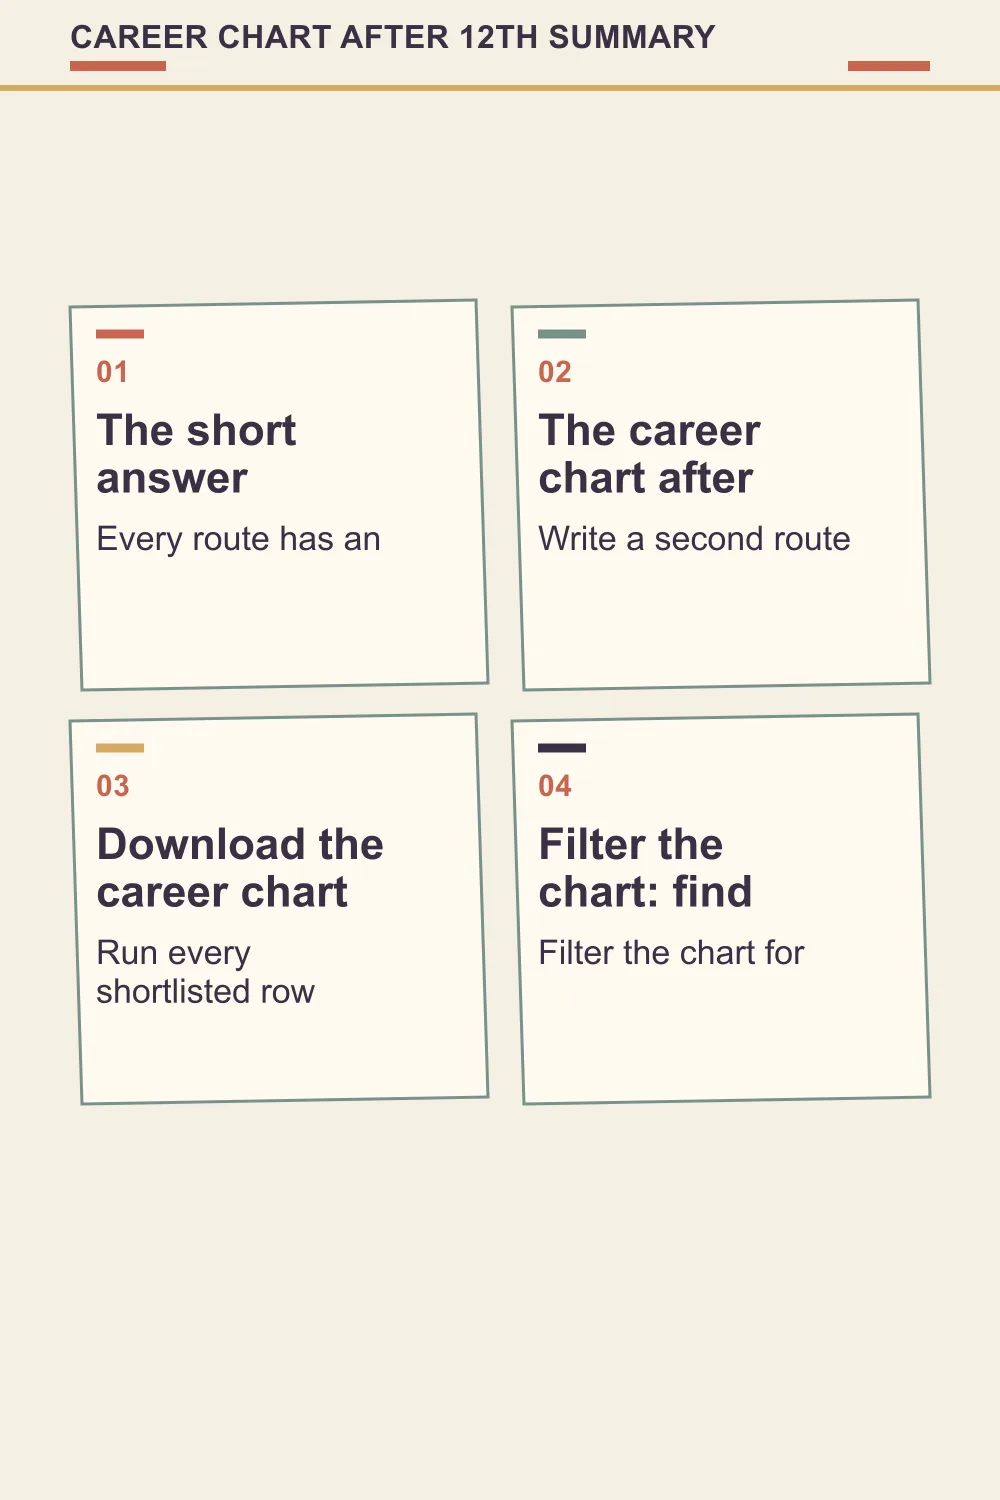 CAREER CHART AFTER 12TH SUMMARY
01
The short
answer
Every route has an
02
The career
chart after
Write a second route
03
Download the
career chart
Run every
shortlisted row
04
Filter the
chart: find
Filter the chart for